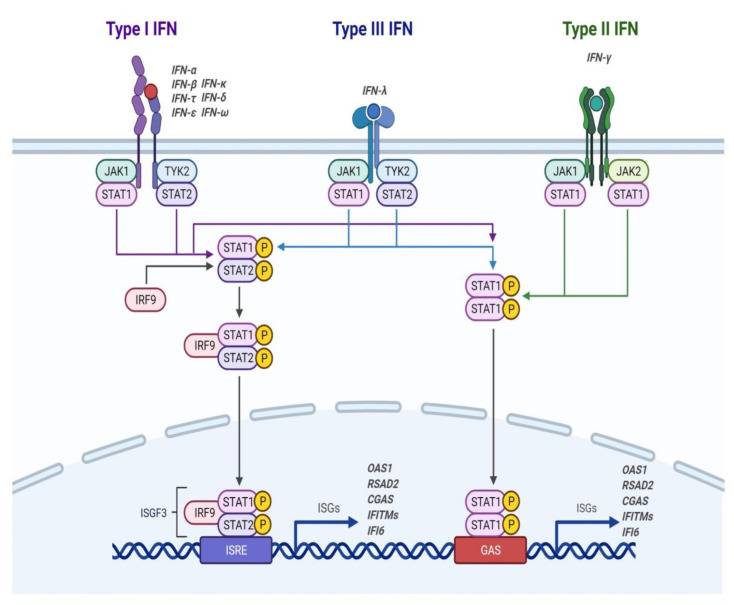 Type I IFN
Type III IFN
Type II IFN
IFN-α
IFN-β IFN-κ
IFN-τ IFN-δ
IFN-ε IFN-ω
IFN-λ
IFN-γ
JAK1
TYK2
STAT1
STAT2
JAK1
TYK2
STAT1
STAT2
JAK1
JAK2
STAT1
STAT1
STAT1 P
STAT2 P
IRF9
STAT1 P
STAT1 P
IRF9
STAT1 P
STAT2 P
ISGF3
IRF9
STAT1 P
STAT2 P
ISRE
ISGs
OAS1
RSAD2
CGAS
IFITMs
IFI6
STAT1 P
STAT1 P
GAS
ISGs
OAS1
RSAD2
CGAS
IFITMs
IFI6